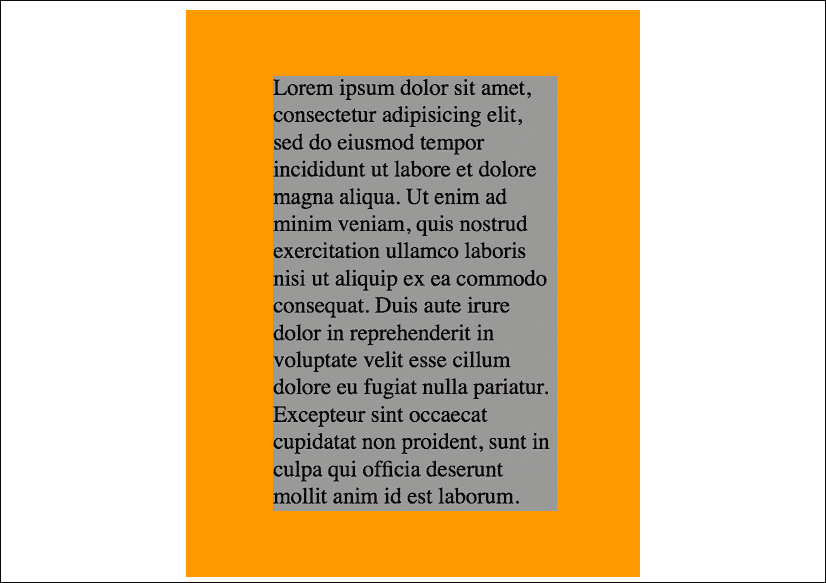 Lorem ipsum dolor sit amet,
consectetur adipisicing elit,
sed do eiusmod tempor
incididunt ut labore et dolore
magna aliqua. Ut enim ad
minim veniam, quis nostrud
exercitation ullamco laboris
nisi ut aliquip ex ea commodo
consequat. Duis aute irure
dolor in reprehenderit in
voluptate velit esse cillum
dolore eu fugiat nulla pariatur.
Excepteur sint occaecat
cupidatat non proident, sunt in
culpa qui officia deserunt
mollit anim id est laborum.